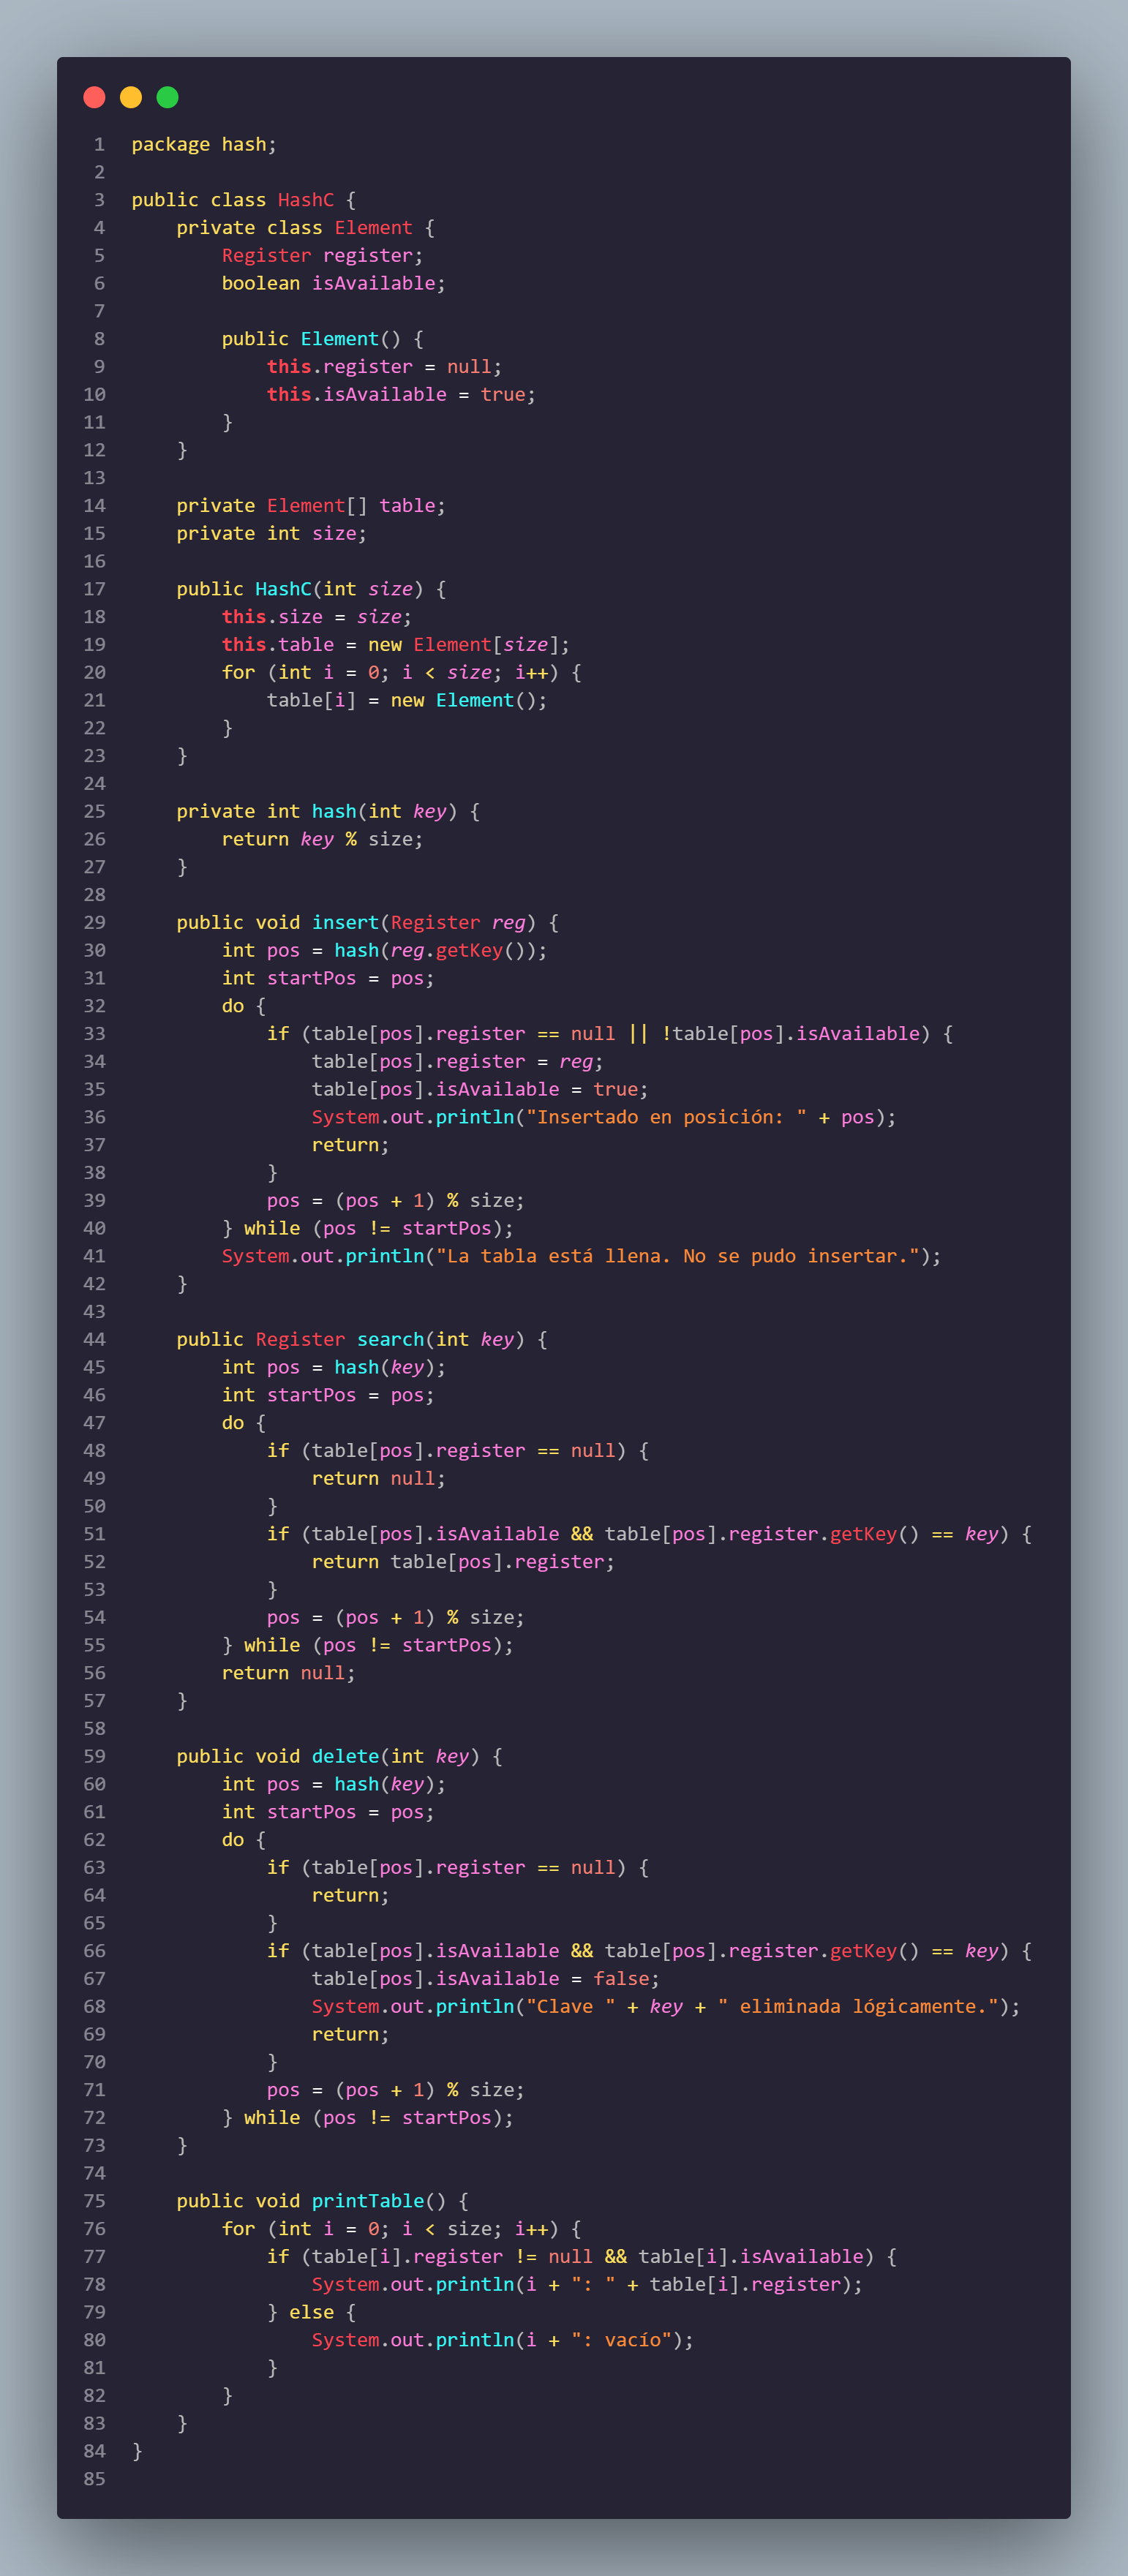 1 package hash;
2
3 public class HashC {
4     private class Element {
5         Register register;
6         boolean isAvailable;
7
8         public Element() {
9             this.register = null;
10             this.isAvailable = true;
11         }
12     }
13
14     private Element[] table;
15     private int size;
16
17     public HashC(int size) {
18         this.size = size;
19         this.table = new Element[size];
20         for (int i = 0; i < size; i++) {
21             table[i] = new Element();
22         }
23     }
24
25     private int hash(int key) {
26         return key % size;
27     }
28
29     public void insert(Register reg) {
30         int pos = hash(reg.getKey());
31         int startPos = pos;
32         do {
33             if (table[pos].register == null || !table[pos].isAvailable) {
34                 table[pos].register = reg;
35                 table[pos].isAvailable = true;
36                 System.out.println("Insertado en posición: " + pos);
37                 return;
38             }
39             pos = (pos + 1) % size;
40         } while (pos != startPos);
41         System.out.println("La tabla está llena. No se pudo insertar.");
42     }
43
44     public Register search(int key) {
45         int pos = hash(key);
46         int startPos = pos;
47         do {
48             if (table[pos].register == null) {
49                 return null;
50             }
51             if (table[pos].isAvailable && table[pos].register.getKey() == key) {
52                 return table[pos].register;
53             }
54             pos = (pos + 1) % size;
55         } while (pos != startPos);
56         return null;
57     }
58
59     public void delete(int key) {
60         int pos = hash(key);
61         int startPos = pos;
62         do {
63             if (table[pos].register == null) {
64                 return;
65             }
66             if (table[pos].isAvailable && table[pos].register.getKey() == key) {
67                 table[pos].isAvailable = false;
68                 System.out.println("Clave " + key + " eliminada lógicamente.");
69                 return;
70             }
71             pos = (pos + 1) % size;
72         } while (pos != startPos);
73     }
74
75     public void printTable() {
76         for (int i = 0; i < size; i++) {
77             if (table[i].register != null && table[i].isAvailable) {
78                 System.out.println(i + ": " + table[i].register);
79             } else {
80                 System.out.println(i + ": vacío");
81             }
82         }
83     }
84 }
85